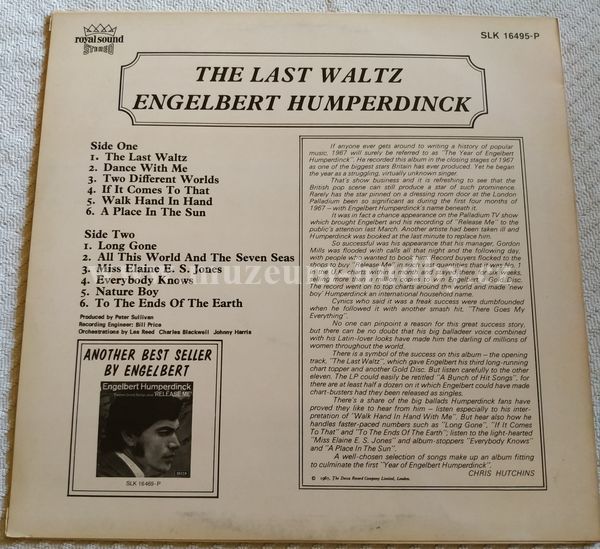 royal sound
STEREO
SLK 16495-P
THE LAST WALTZ
ENGELBERT HUMPERDINCK
Side One
1. The Last Waltz
2. Dance With Me
3. Two Different Worlds
4. If It Comes To That
5. Walk Hand In Hand
6. A Place In The Sun
Side Two
1. Long Gone
2. All This World And The Seven Seas
3. Miss Elaine E. S. Jones
4. Everybody Knows
5. Nature Boy
6. To The Ends Of The Earth
Produced by Peter Sullivan
Recording Engineer: Bill Price
Orchestrations by Les Reed Charles Blackwell Johnny Harris
ANOTHER BEST SELLER
BY ENGELBERT
Engelbert Humperdinck
"RELEASE ME"
DECCA
SLK 16469-P
If anyone ever gets around to writing a history of popular
music, 1967 will surely be referred to as "The Year of Engelbert
Humperdinck". He recorded this album in the closing stages of 1967
as one of the biggest stars Britain has ever produced. Yet he began
the year as a struggling, virtually unknown singer.
That's show business and it is refreshing to see that the
British pop scene can still produce a star of such prominence.
Rarely has the star pinned on a dressing room door at the London
Palladium been so significant as during the first four months of
1967 – with Engelbert Humperdinck's name beneath it.
It was in fact a chance appearance on the Palladium TV show
which brought Engelbert and his recording of "Release Me" to the
public's attention last March. Another artiste had been taken ill and
Humperdinck was booked at the last minute to replace him.
So successful was his appearance that his manager, Gordon
Mills was flooded with calls all that night and the following day –
with people who wanted to book him. Record buyers flocked to the
shops to buy "Release Me" in such vast quantities that it was No. 1
more than a million copies to get a Gold Disc.
The record went on to top charts around the world and made 'new
boy' Humperdinck an international household name.
Cynics who said it was a freak success were dumbfounded
when he followed it with another smash hit, "There Goes My
Everything".
No one can pinpoint a reason for this great success story,
but there can be no doubt that his big balladeer voice combined
with his Latin-lover looks have made him the darling of millions of
women throughout the world.
There is a symbol of the success on this album – the opening
track, "The Last Waltz", which gave Engelbert his third long-running
chart topper and another Gold Disc. But listen carefully to the other
eleven. The LP could easily be retitled "A Bunch of Hit Songs", for
there are at least half a dozen on it which Engelbert could have made
chart-busters had they been released as singles.
There's a share of the big ballads Humperdinck fans have
proved they like to hear from him – listen especially to his inter-
pretation of "Walk Hand In Hand With Me". But hear also how he
handles faster-paced numbers such as "Long Gone", "If It Comes
To That" and "To The Ends Of The Earth"; listen to the light-hearted
"Miss Elaine E. S. Jones" and album-stoppers "Everybody Knows"
and "A Place In The Sun".
A well-chosen selection of songs make up an album fitting
to culminate the first "Year of Engelbert Humperdinck".
CHRIS HUTCHINS
© 1967, The Decca Record Company Limited, London.